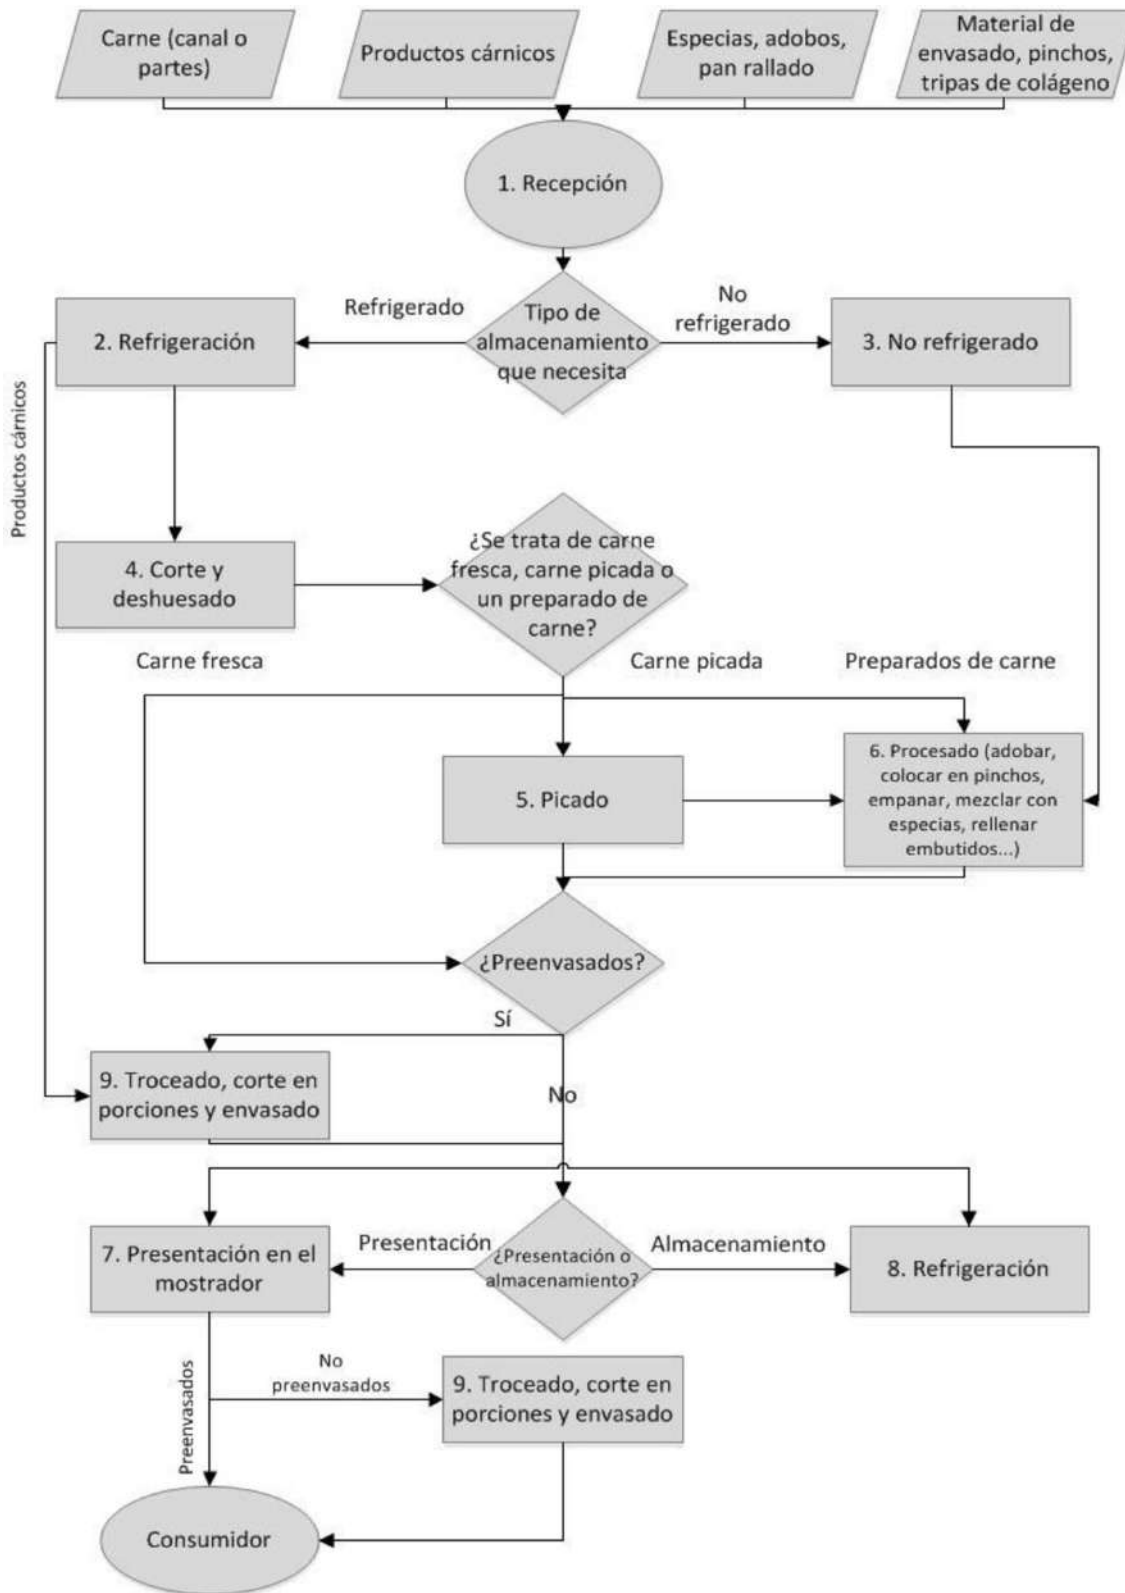 Carne (canal o
partes)
Productos cárnicos
Especias, adobos,
pan rallado
Material de
envasado, pinchos,
tripas de colágeno
1. Recepción
Refrigerado
No
refrigerado
Tipo de
almacenamiento
que necesita
2. Refrigeración
3. No refrigerado
Productos cárnicos
¿Se trata de carne
fresca, carne picada o
un preparado de
carne?
4. Corte y
deshuesado
Carne fresca
Carne picada
Preparados de carne
5. Picado
6. Procesado (adobar,
colocar en pinchos,
empanar, mezclar con
especias, rellenar
embutidos...)
¿Preenvasados?
Sí
No
9. Troceado, corte en
porciones y envasado
7. Presentación en el
mostrador
Presentación
¿Presentación o
almacenamiento?
Almacenamiento
8. Refrigeración
Preenvasados
No
preenvasados
9. Troceado, corte en
porciones y envasado
Consumidor